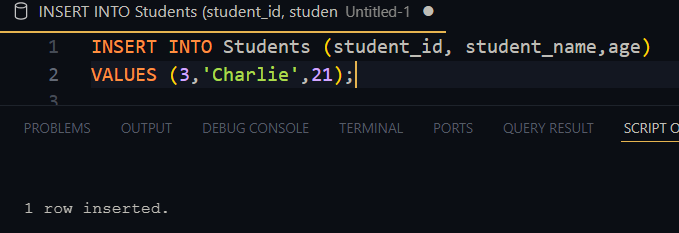 INSERT INTO Students (student_id, studen Untitled-1
1 INSERT INTO Students (student_id, student_name,age)
2 VALUES (3,'Charlie',21);
3
PROBLEMS OUTPUT DEBUG CONSOLE TERMINAL PORTS QUERY RESULT SCRIPT O
1 row inserted.